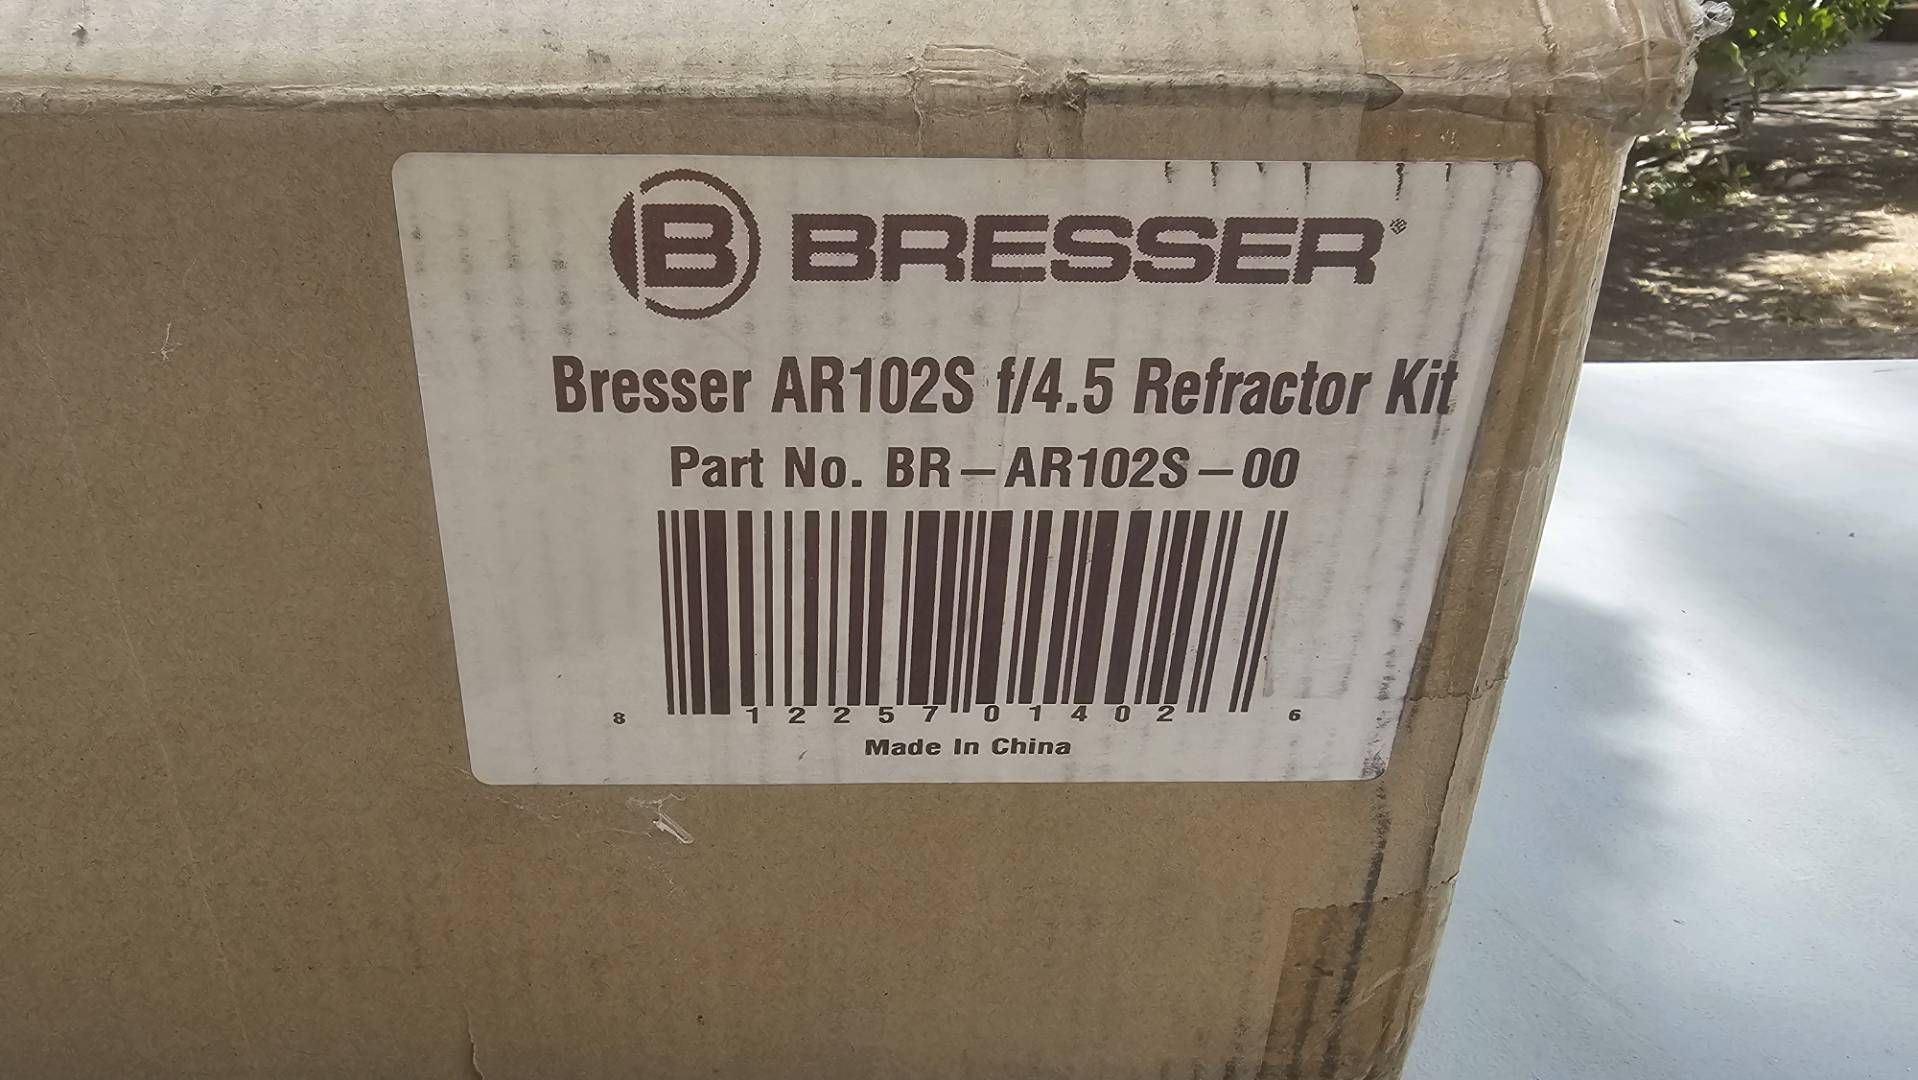 B BRESSER®
Bresser AR102S f/4.5 Refractor Kit
Part No. BR-AR102S-00
8 12257 01402 6
Made In China